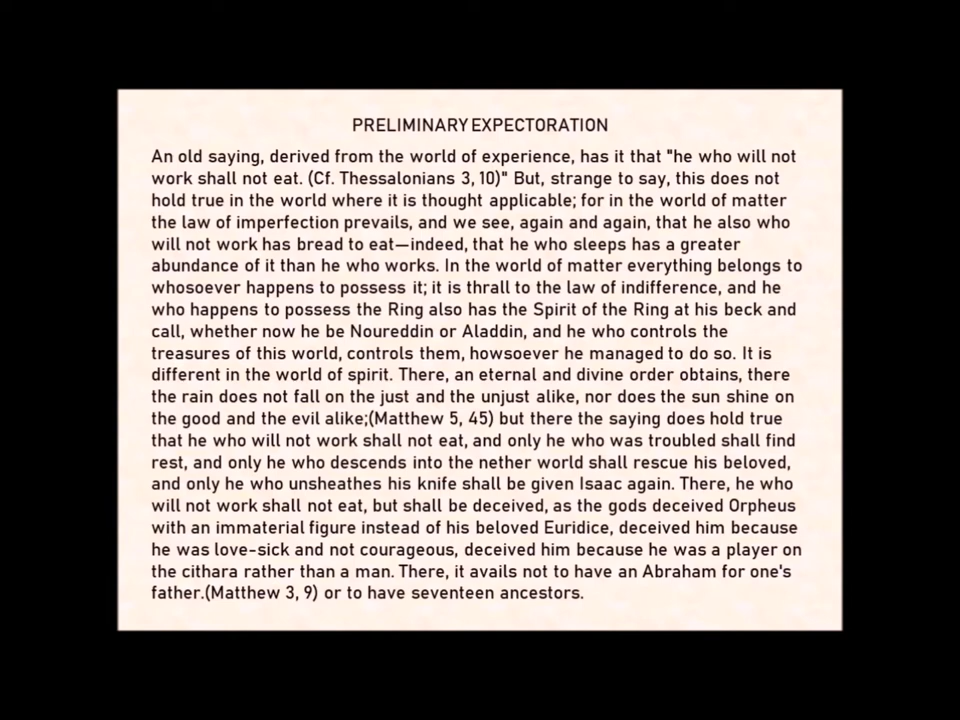 PRELIMINARY EXPECTORATION
An old saying, derived from the world of experience, has it that "he who will not
work shall not eat. (Cf. Thessalonians 3, 10)" But, strange to say, this does not
hold true in the world where it is thought applicable; for in the world of matter
the law of imperfection prevails, and we see, again and again, that he also who
will not work has bread to eat—indeed, that he who sleeps has a greater
abundance of it than he who works. In the world of matter everything belongs to
whosoever happens to possess it; it is thrall to the law of indifference, and he
who happens to possess the Ring also has the Spirit of the Ring at his beck and
call, whether now he be Noureddin or Aladdin, and he who controls the
treasures of this world, controls them, howsoever he managed to do so. It is
different in the world of spirit. There, an eternal and divine order obtains, there
the rain does not fall on the just and the unjust alike, nor does the sun shine on
the good and the evil alike;(Matthew 5, 45) but there the saying does hold true
that he who will not work shall not eat, and only he who was troubled shall find
rest, and only he who descends into the nether world shall rescue his beloved,
and only he who unsheathes his knife shall be given Isaac again. There, he who
will not work shall not eat, but shall be deceived, as the gods deceived Orpheus
with an immaterial figure instead of his beloved Euridice, deceived him because
he was love-sick and not courageous, deceived him because he was a player on
the cithara rather than a man. There, it avails not to have an Abraham for one's
father.(Matthew 3, 9) or to have seventeen ancestors.